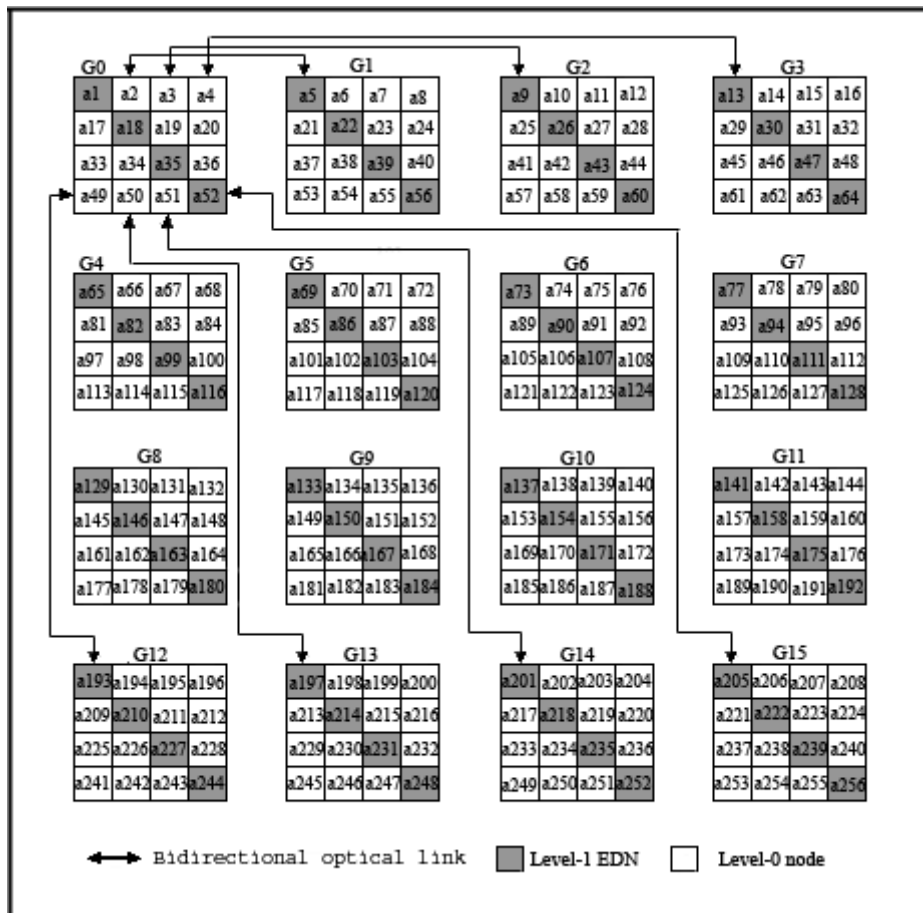 G0 G1 G2 G3
a1 a2 a3 a4 a5 a6 a7 a8 a9 a10 a11 a12 a13 a14 a15 a16
a17 a18 a19 a20 a21 a22 a23 a24 a25 a26 a27 a28 a29 a30 a31 a32
a33 a34 a35 a36 a37 a38 a39 a40 a41 a42 a43 a44 a45 a46 a47 a48
a49 a50 a51 a52 a53 a54 a55 a56 a57 a58 a59 a60 a61 a62 a63 a64
G4 G5 G6 G7
a65 a66 a67 a68 a69 a70 a71 a72 a73 a74 a75 a76 a77 a78 a79 a80
a81 a82 a83 a84 a85 a86 a87 a88 a89 a90 a91 a92 a93 a94 a95 a96
a97 a98 a99 a100 a101 a102 a103 a104 a105 a106 a107 a108 a109 a110 a111 a112
a113 a114 a115 a116 a117 a118 a119 a120 a121 a122 a123 a124 a125 a126 a127 a128
G8 G9 G10 G11
a129 a130 a131 a132 a133 a134 a135 a136 a137 a138 a139 a140 a141 a142 a143 a144
a145 a146 a147 a148 a149 a150 a151 a152 a153 a154 a155 a156 a157 a158 a159 a160
a161 a162 a163 a164 a165 a166 a167 a168 a169 a170 a171 a172 a173 a174 a175 a176
a177 a178 a179 a180 a181 a182 a183 a184 a185 a186 a187 a188 a189 a190 a191 a192
G12 G13 G14 G15
a193 a194 a195 a196 a197 a198 a199 a200 a201 a202 a203 a204 a205 a206 a207 a208
a209 a210 a211 a212 a213 a214 a215 a216 a217 a218 a219 a220 a221 a222 a223 a224
a225 a226 a227 a228 a229 a230 a231 a232 a233 a234 a235 a236 a237 a238 a239 a240
a241 a242 a243 a244 a245 a246 a247 a248 a249 a250 a251 a252 a253 a254 a255 a256
Bidirectional optical link Level-1 EDN Level-0 node